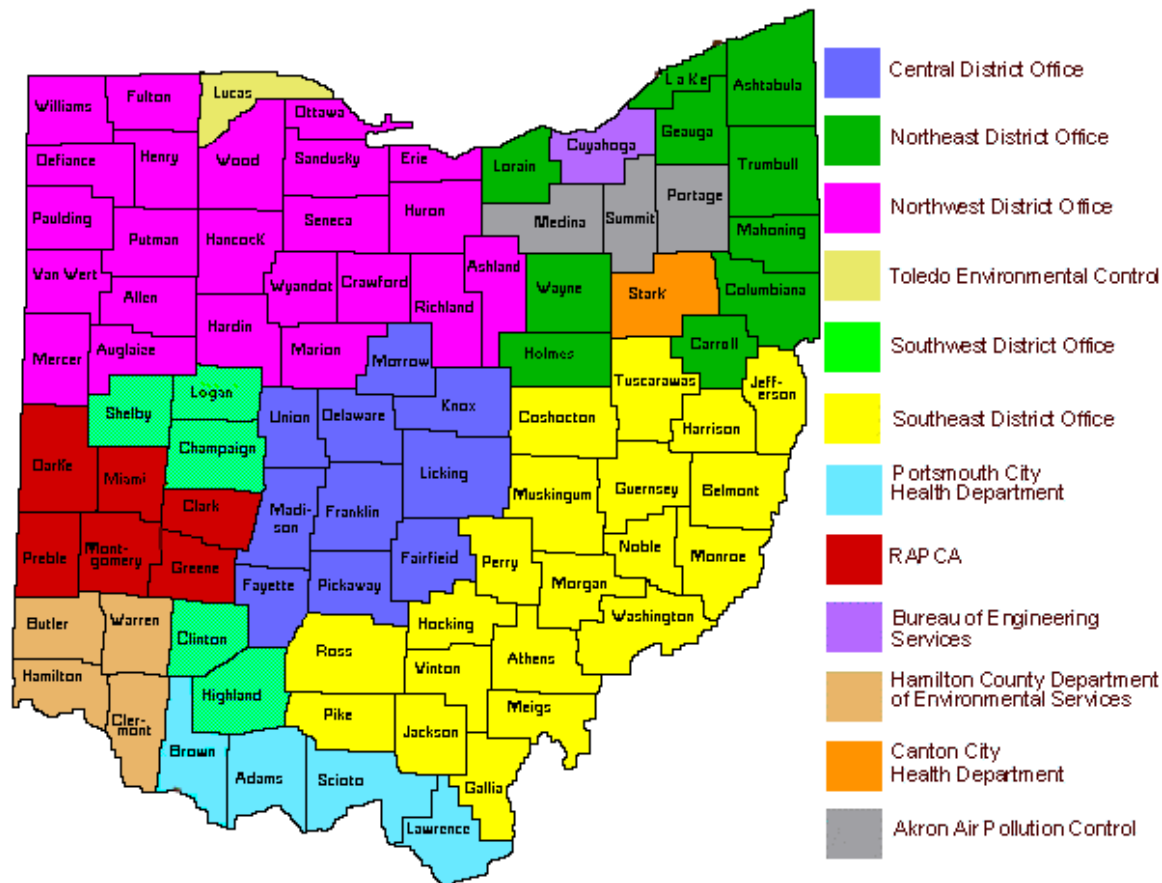 Williams
Fulton
Lucas
Ottawa
Defiance
Henry
Wood
Sandusky
Erie
Lorain
Cuyahoga
Lake
Geauga
Ashtabula
Trumbull
Paulding
Putman
Hancock
Seneca
Huron
Medina
Summit
Portage
Mahoning
Van Wert
Allen
Wyandot
Crawford
Richland
Ashland
Wayne
Stark
Columbiana
Mercer
Auglaize
Hardin
Marion
Morrow
Holmes
Carroll
Shelby
Logan
Union
Delaware
Knox
Coshocton
Tuscarawas
Harrison
Jeff-
erson
Darke
Miami
Champaign
Clark
Madi-
son
Franklin
Licking
Muskingum
Guernsey
Belmont
Preble
Mont-
gomery
Greene
Fayette
Pickaway
Fairfield
Perry
Morgan
Noble
Monroe
Washington
Butler
Warren
Clinton
Ross
Hocking
Vinton
Athens
Hamilton
Cler-
mont
Highland
Pike
Jackson
Meigs
Brown
Adams
Scioto
Gallia
Lawrence
Central District Office
Northeast District Office
Northwest District Office
Toledo Environmental Control
Southwest District Office
Southeast District Office
Portsmouth City
Health Department
RAPCA
Bureau of Engineering
Services
Hamilton County Department
of Environmental Services
Canton City
Health Department
Akron Air Pollution Control